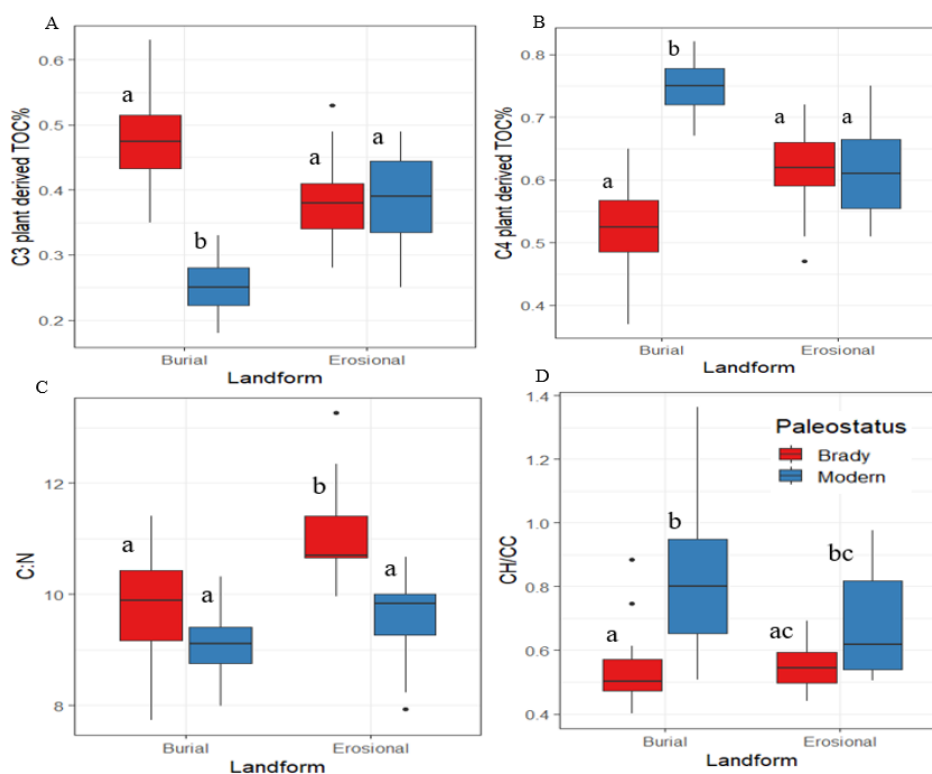 A
C3 plant derived TOC%
0.6
0.5
0.4
0.3
0.2
a
b
a
a
Burial
Erosional
Landform
B
C4 plant derived TOC%
0.8
0.7
0.6
0.5
0.4
a
b
a
a
Burial
Erosional
Landform
C
C:N
12
10
8
a
a
b
a
Burial
Erosional
Landform
D
CH/CC
1.4
1.2
1.0
0.8
0.6
0.4
a
b
ac
bc
Paleostatus
Brady
Modern
Burial
Erosional
Landform